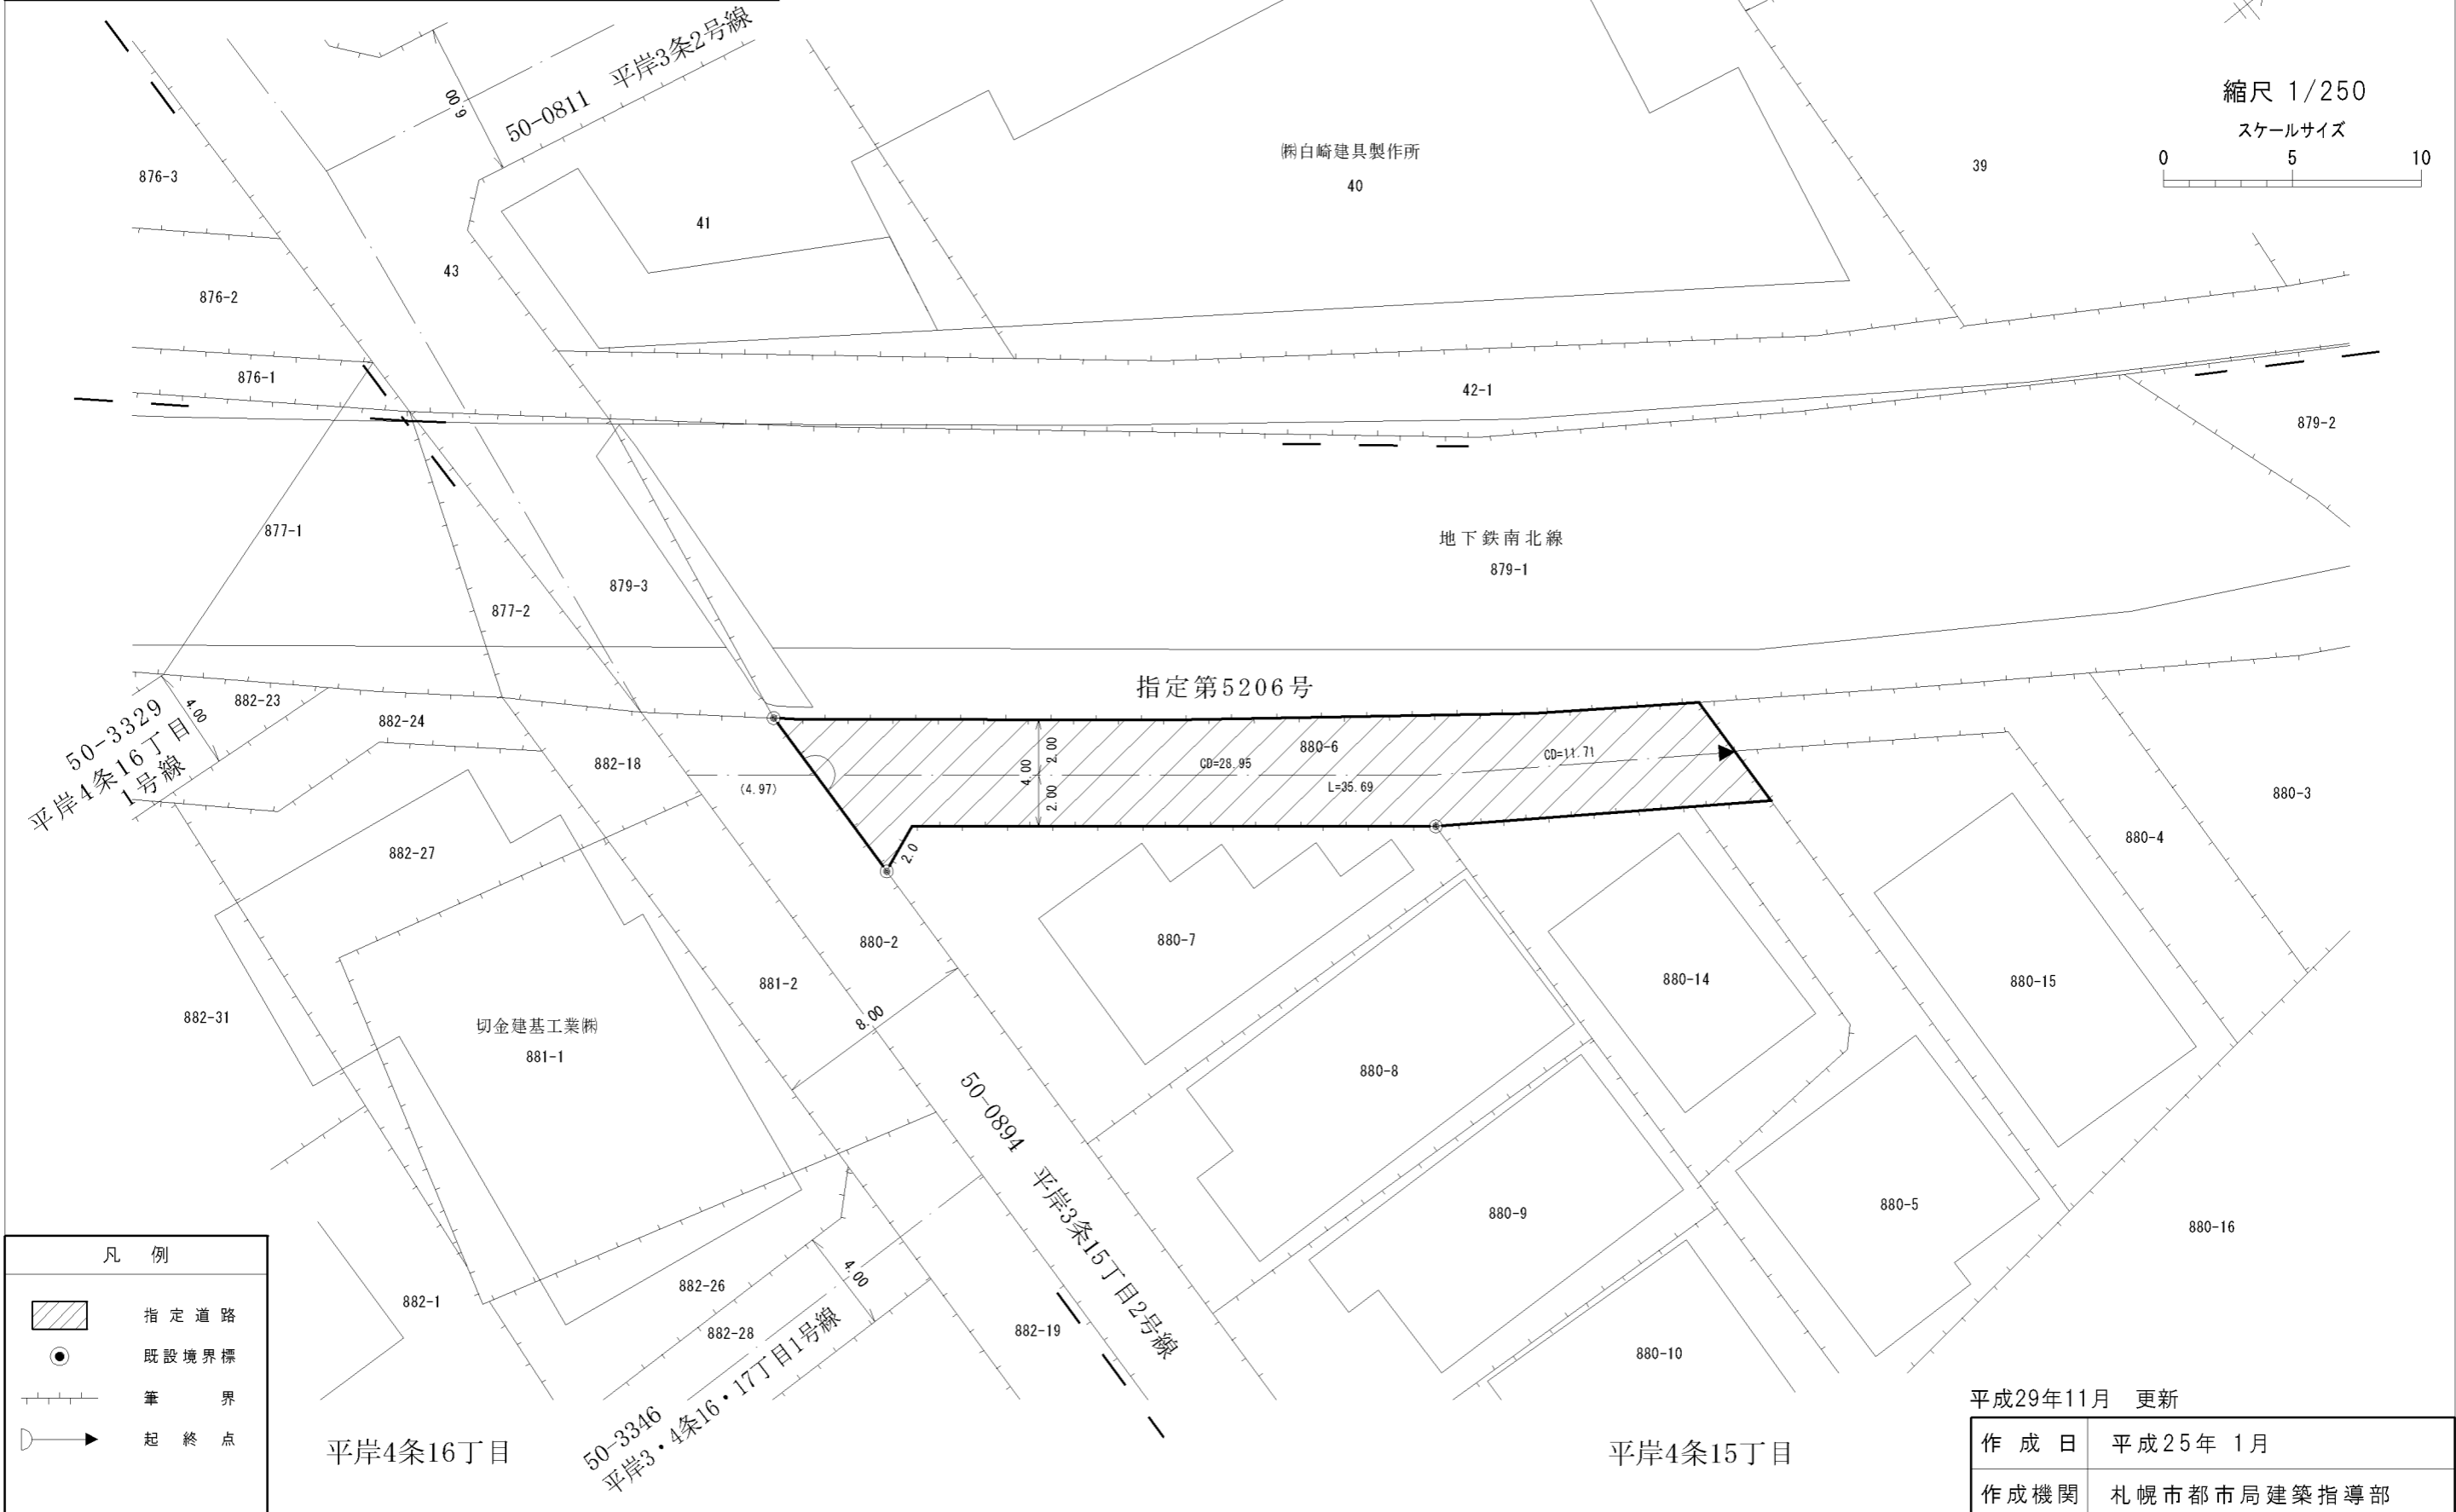 縮尺 1/250
スケールサイズ
0 5 10
50-0811 平岸3条2号線
6.00
㈱白崎建具製作所
40
39
41
43
876-3
876-2
876-1
42-1
879-2
877-1
877-2
879-3
地下鉄南北線
879-1
指定第5206号
50-3329
平岸4条16丁目
1号線
4.00
882-23
882-24
882-18
(4.97)
4.00
2.00
2.00
CD=28.95
880-6
L=35.69
CD=11.71
2.0
880-3
880-4
882-27
882-31
切金建基工業㈱
881-1
881-2
880-2
8.00
880-7
880-8
880-9
880-14
880-15
880-5
880-16
880-10
50-0894 平岸3条15丁目2号線
882-1
882-26
882-28
4.00
882-19
50-3346
平岸3・4条16・17丁目1号線
平岸4条16丁目
平岸4条15丁目
凡例
指定道路
既設境界標
筆界
起終点
平成29年11月 更新
作成日 平成25年 1月
作成機関 札幌市都市局建築指導部